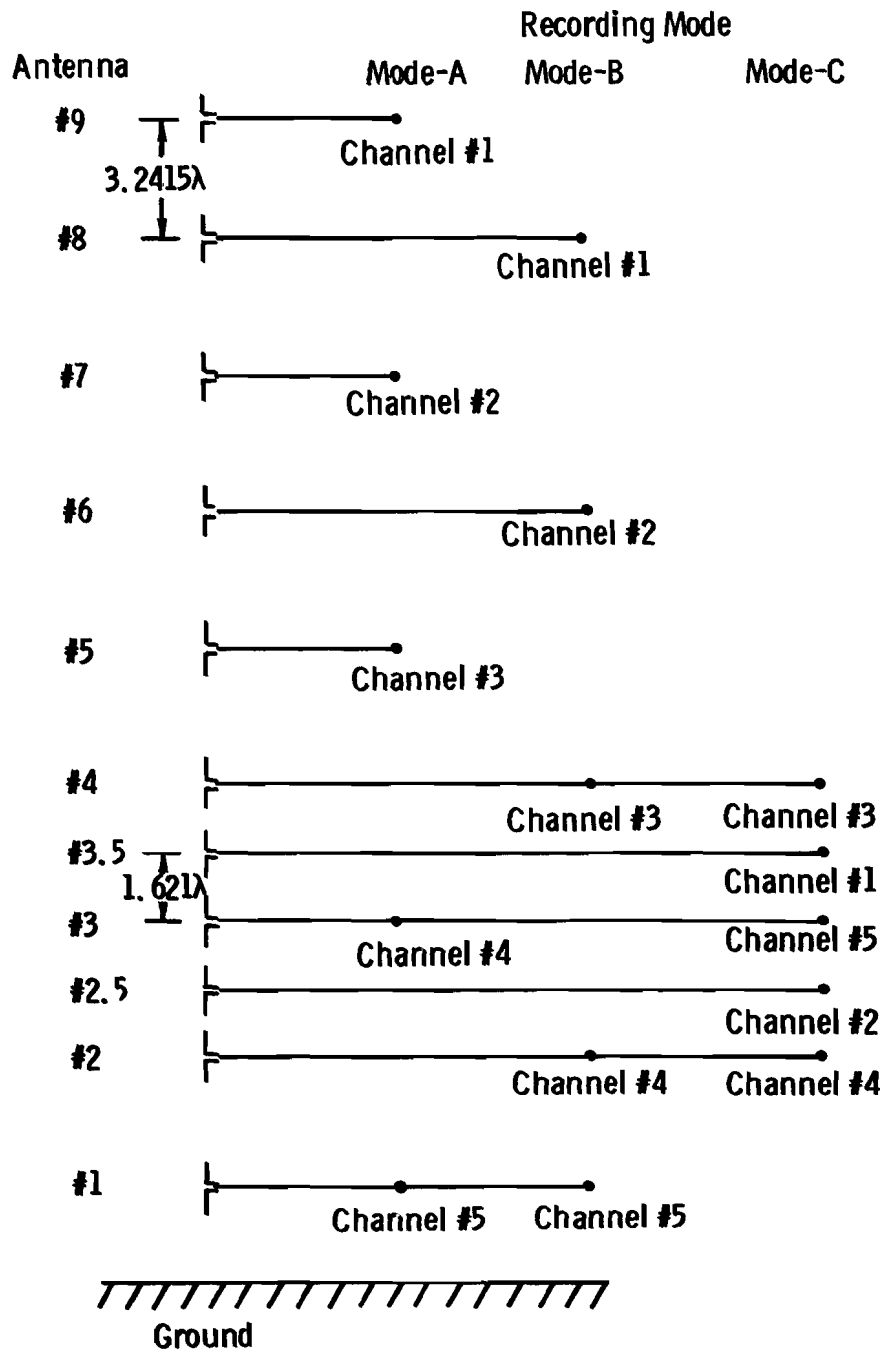 Recording Mode
Antenna Mode-A Mode-B Mode-C
#9
Channel #1
3.2415λ
#8
Channel #1
#7
Channel #2
#6
Channel #2
#5
Channel #3
#4
Channel #3 Channel #3
#3.5
Channel #1
1.621λ
#3
Channel #4 Channel #5
#2.5
Channel #2
#2
Channel #4 Channel #4
#1
Channel #5 Channel #5
Ground